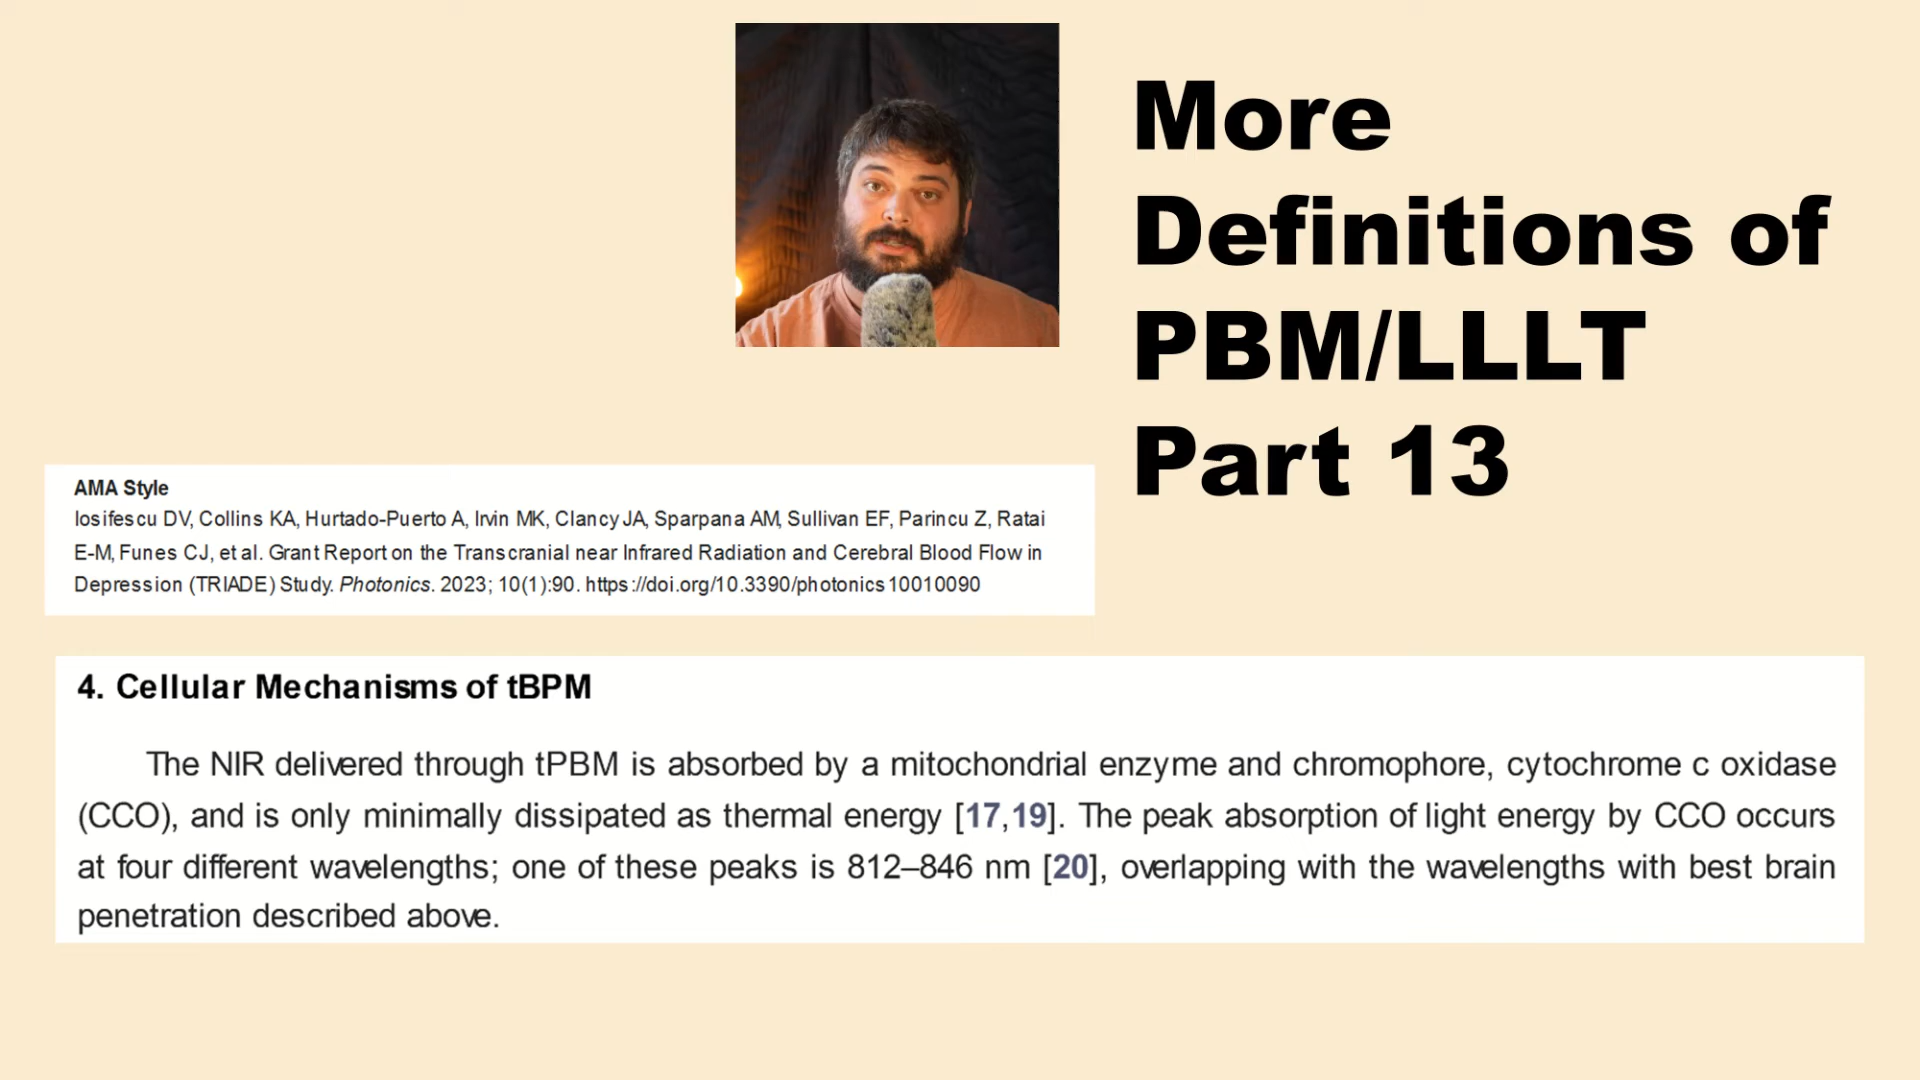 More
Definitions of
PBM/LLLT
Part 13
AMA Style
Iosifescu DV, Collins KA, Hurtado-Puerto A, Irvin MK, Clancy JA, Sparpana AM, Sullivan EF, Parincu Z, Ratai
E-M, Funes CJ, et al. Grant Report on the Transcranial near Infrared Radiation and Cerebral Blood Flow in
Depression (TRIADE) Study. Photonics. 2023; 10(1):90. https://doi.org/10.3390/photonics10010090
4. Cellular Mechanisms of tBPM
The NIR delivered through tPBM is absorbed by a mitochondrial enzyme and chromophore, cytochrome c oxidase
(CCO), and is only minimally dissipated as thermal energy [17,19]. The peak absorption of light energy by CCO occurs
at four different wavelengths; one of these peaks is 812–846 nm [20], overlapping with the wavelengths with best brain
penetration described above.